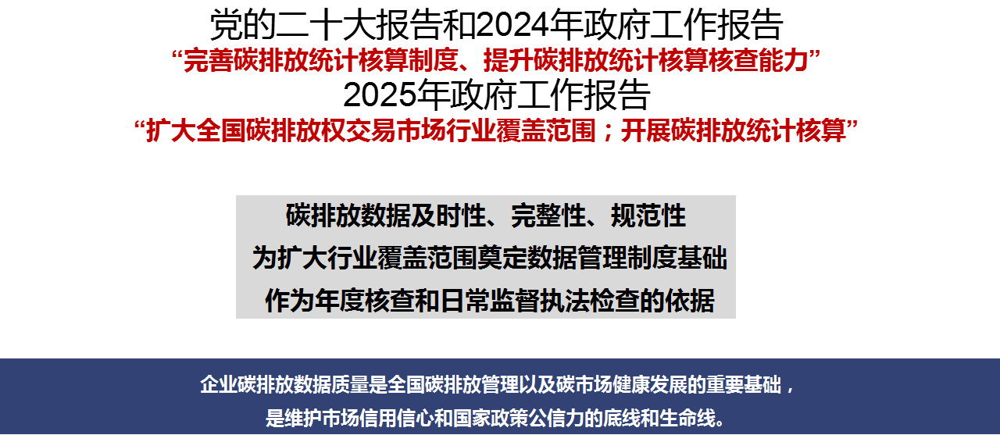 党的二十大报告和2024年政府工作报告
“完善碳排放统计核算制度、提升碳排放统计核算核查能力”
2025年政府工作报告
“扩大全国碳排放权交易市场行业覆盖范围；开展碳排放统计核算”
碳排放数据及时性、完整性、规范性
为扩大行业覆盖范围奠定数据管理制度基础
作为年度核查和日常监督执法检查的依据
企业碳排放数据质量是全国碳排放管理以及碳市场健康发展的重要基础，
是维护市场信用信心和国家政策公信力的底线和生命线。